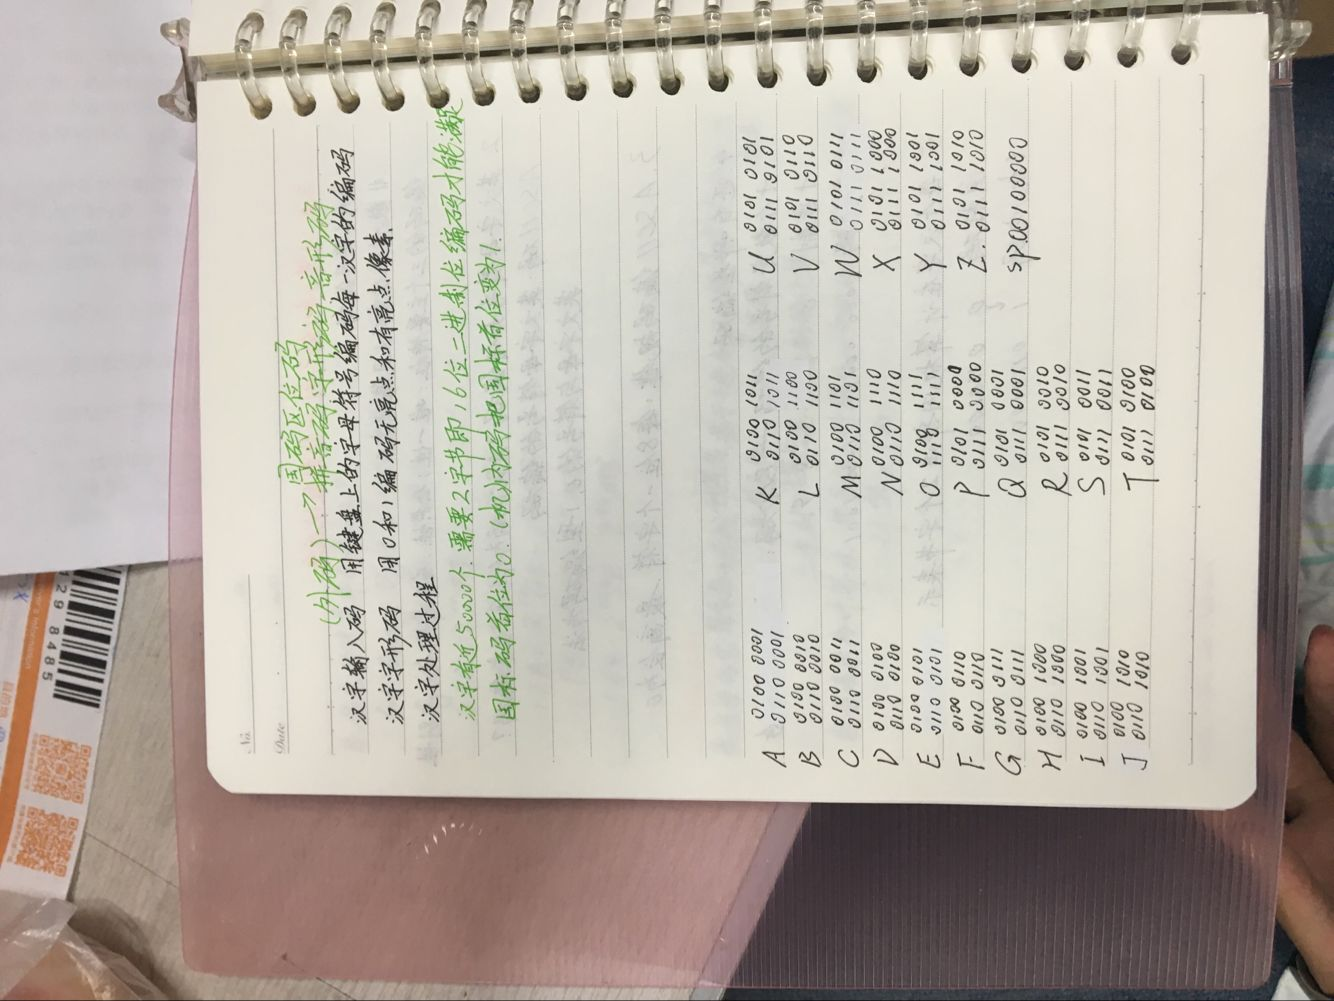 No.
Date
国码区位码
(外码)→拼音码字形码音形码
汉字输入码 用键盘上的字母符号编码每一汉字的编码
汉字字形码 用0和1编码无亮点和有亮点像素
汉字处理过程
汉字有近50000个.需要2字节即16位二进制位编码才能满足
国标码首位为0.(机)内码把国标首位变为1.
A 0100 0001
0110 0001
B 0100 0010
0110 0010
C 0100 0011
0110 0011
D 0100 0100
0110 0100
E 0100 0101
0110 0101
F 0100 0110
0110 0110
G 0100 0111
0110 0111
H 0100 1000
0110 1000
I 0100 1001
0110 1001
J 0100 1010
0110 1010
K 0100 1011
0110 1011
L 0100 1100
0110 1100
M 0100 1101
0110 1101
N 0100 1110
0110 1110
O 0100 1111
1110 1111
P 0101 0000
0111 0000
Q 0101 0001
0111 0001
R 0101 0010
0111 0010
S 0101 0011
0111 0011
T 0101 0100
0111 0100
U 0101 0101
0111 0101
V 0101 0110
0111 0110
W 0101 0111
0111 0111
X 0101 1000
0111 1000
Y 0101 1001
0111 1001
Z 0101 1010
0111 1010
SP.00100000
29 8485